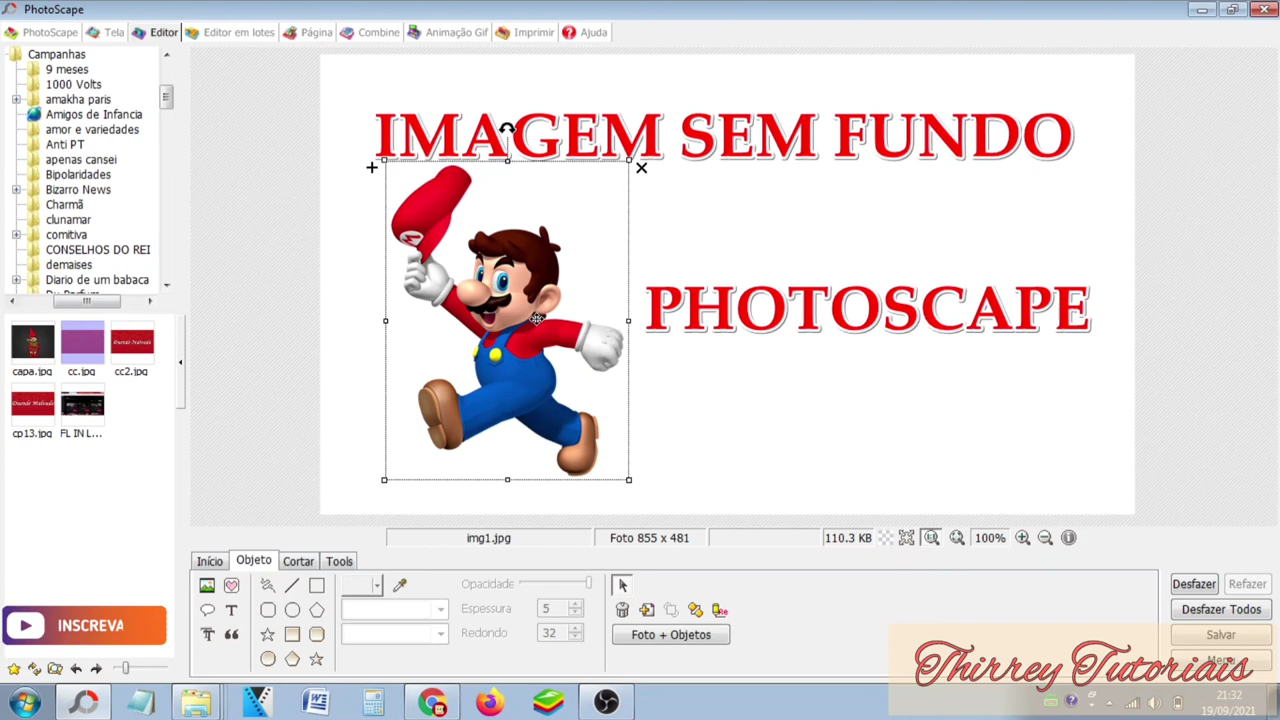 PhotoScape
PhotoScape Tela Editor Editor em lotes Página Combine Animação Gif Imprimir Ajuda
Campanhas
9 meses
1000 Volts
amakha paris
Amigos de Infancia
amor e variedades
Anti PT
apenas cansei
Bipolaridades
Bizarro News
Charmã
clunamar
comitiva
CONSELHOS DO REI
demaises
Diario de um babaca
IMAGEM SEM FUNDO
M
PHOTOSCAPE
capa.jpg cc.jpg cc2.jpg
cp13.jpg FL IN L...
img1.jpg Foto 855 x 481 110.3 KB 100%
Início Objeto Cortar Tools
Opacidade
Espessura 5
Redondo 32
Foto + Objetos
Desfazer Refazer
Desfazer Todos
Salvar
Menu
INSCREVA
Thirrey Tutoriais
21:32
19/09/2021